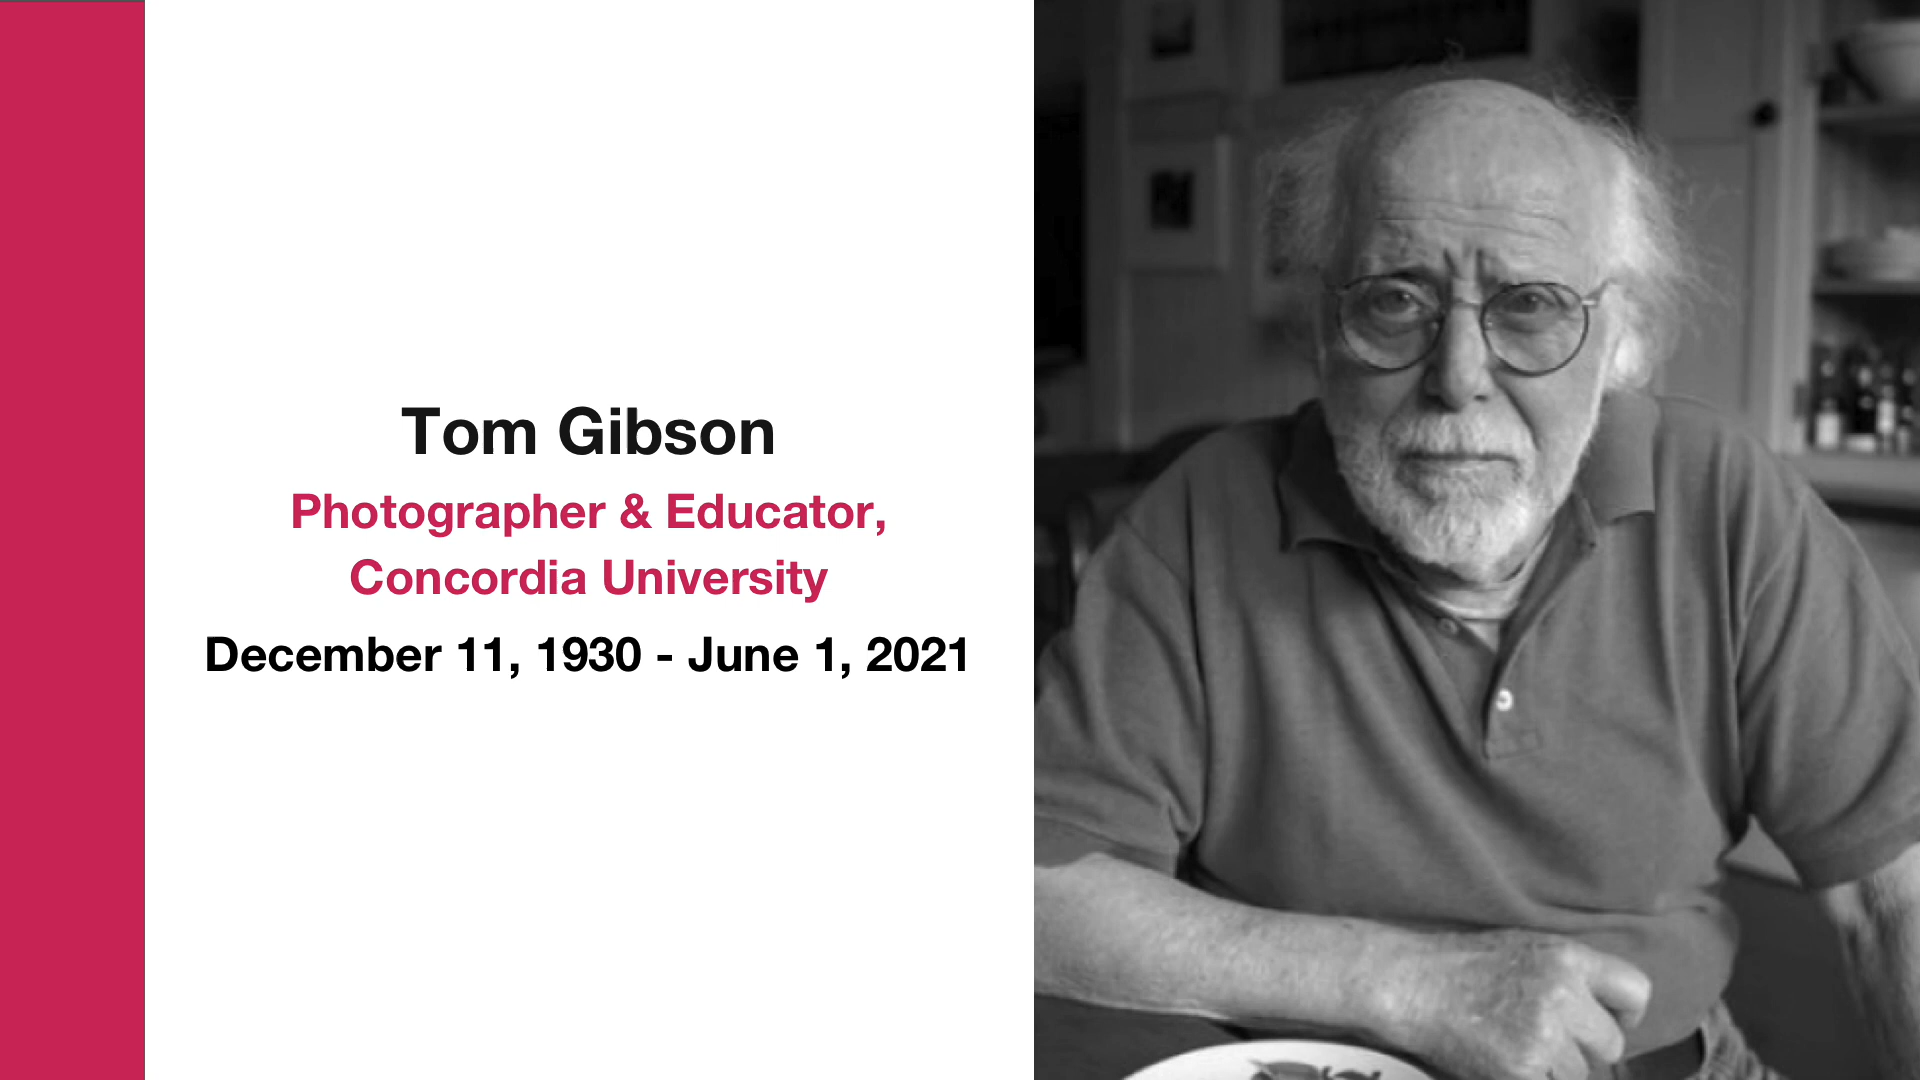 Tom Gibson
Photographer & Educator,
Concordia University
December 11, 1930 - June 1, 2021